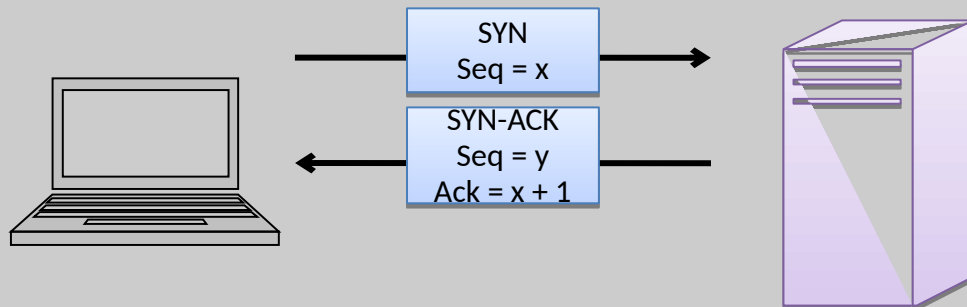 SYN
Seq = x
SYN-ACK
Seq = y
Ack = x + 1